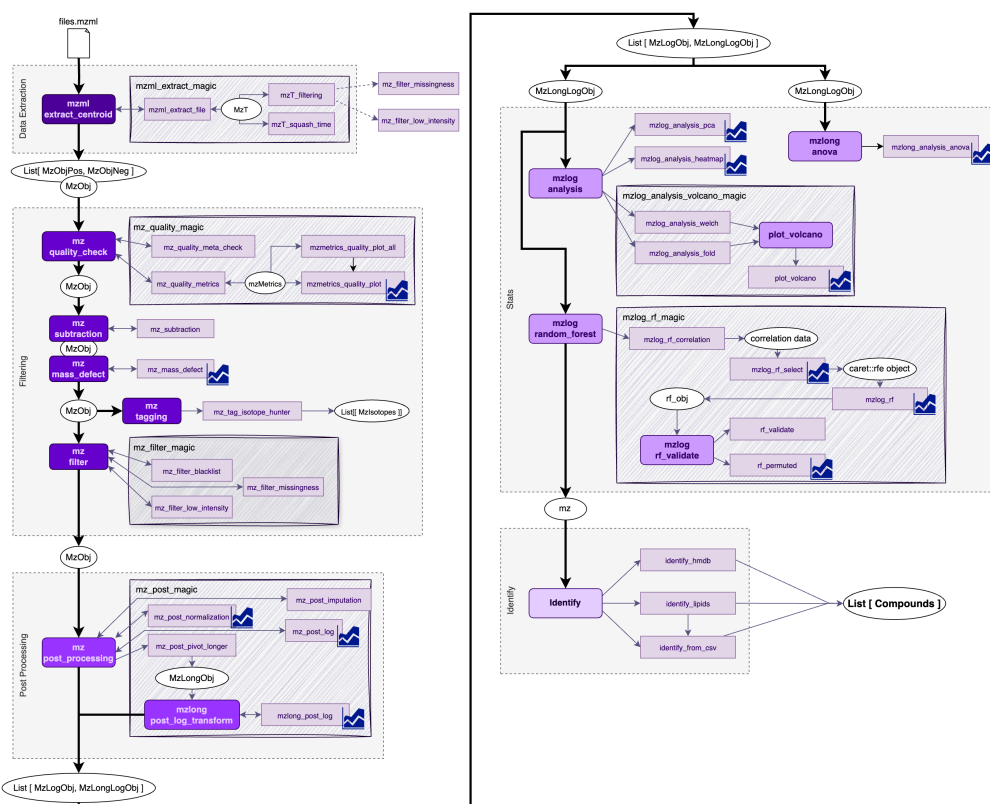 files.mzml
Data Extraction
mzml
extract_centroid
mzml_extract_magic
mzml_extract_file
MzT
mzT_filtering
mzT_squash_time
mz_filter_missingness
mz_filter_low_intensity
List[ MzObjPos, MzObjNeg ]
MzObj
Filtering
mz
quality_check
mz_quality_magic
mz_quality_meta_check
mz_quality_metrics
mzMetrics
mzmetrics_quality_plot_all
mzmetrics_quality_plot
MzObj
mz
subtraction
mz_subtraction
MzObj
mz
mass_defect
mz_mass_defect
MzObj
mz
tagging
mz_tag_isotope_hunter
List[[ MzIsotopes ]]
mz
filter
mz_filter_magic
mz_filter_blacklist
mz_filter_missingness
mz_filter_low_intensity
MzObj
Post Processing
mz
post_processing
mz_post_magic
mz_post_imputation
mz_post_normalization
mz_post_log
mz_post_pivot_longer
MzLongObj
mzlong
post_log_transform
mzlong_post_log
List [ MzLogObj, MzLongLogObj ]
List [ MzLogObj, MzLongLogObj ]
MzLongLogObj
MzLongLogObj
Stats
mzlog
analysis
mzlog_analysis_pca
mzlog_analysis_heatmap
mzlong
anova
mzlong_analysis_anova
mzlog_analysis_volcano_magic
mzlog_analysis_welch
mzlog_analysis_fold
plot_volcano
plot_volcano
mzlog
random_forest
mzlog_rf_magic
mzlog_rf_correlation
correlation data
mzlog_rf_select
caret::rfe object
mzlog_rf
rf_obj
mzlog
rf_validate
rf_validate
rf_permuted
mz
Identify
Identify
identify_hmdb
identify_lipids
identify_from_csv
List [ Compounds ]